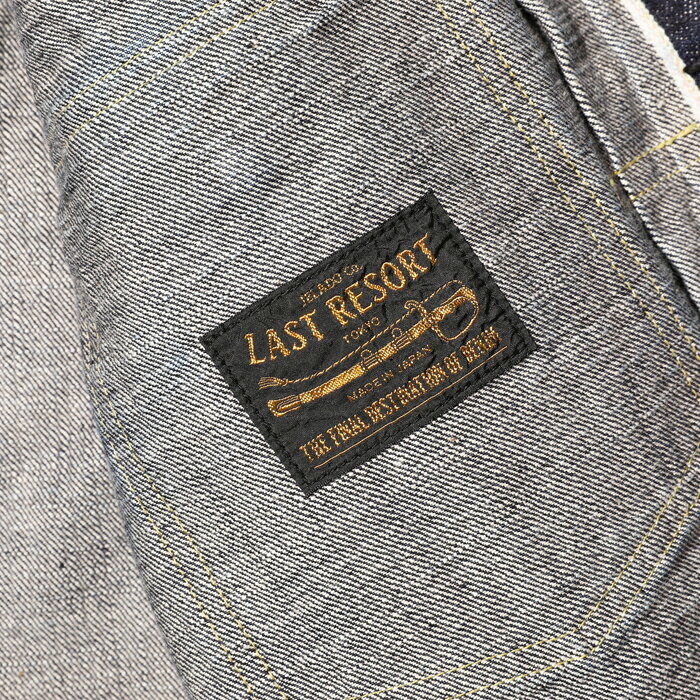 JELADO CO.
LAST RESORT
TOKYO
MADE IN JAPAN
THE FINAL DESTINATION OF DENIM